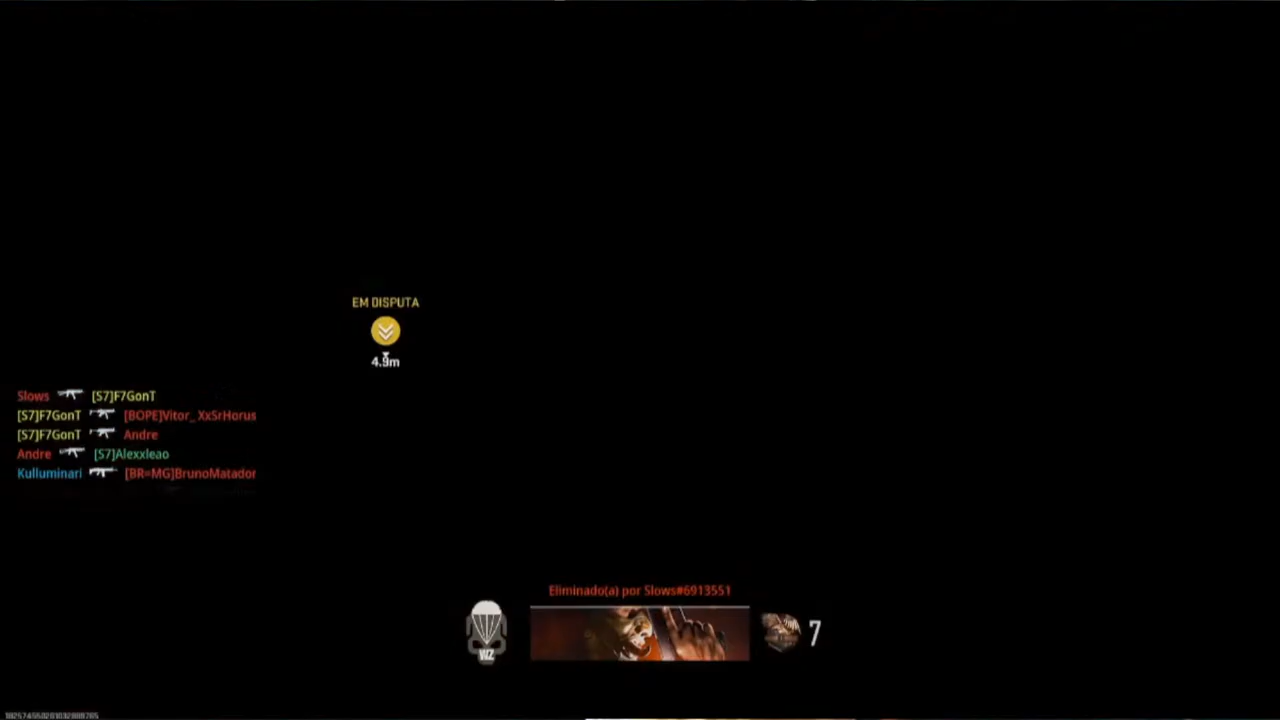 EM DISPUTA
4.9m
Slows [S7]F7GonT
[S7]F7GonT [BOPE]Vitor_XxSrHorus
[S7]F7GonT Andre
Andre [S7]Alexxleao
Kulluminari [BR=MG]BrunoMatador
Eliminado(a) por Slows#6913551
WZ
7